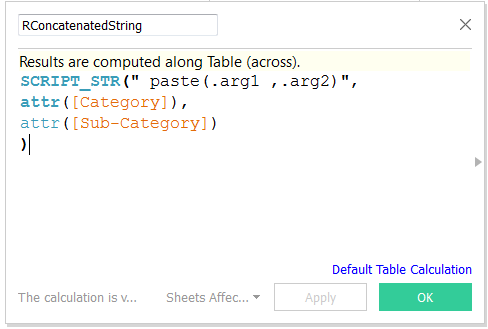 RConcatenatedString
Results are computed along Table (across).
SCRIPT_STR(" paste(.arg1 ,.arg2)",
attr([Category]),
attr([Sub-Category])
)
Default Table Calculation
The calculation is v... Sheets Affec... Apply OK